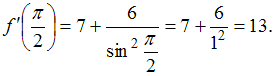 f′(π/2) = 7 + 6/(sin² π/2) = 7 + 6/1² = 13.